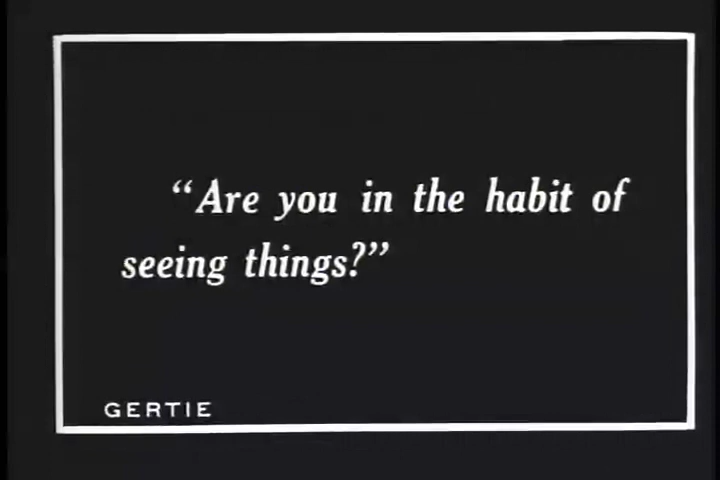 “Are you in the habit of
seeing things?”
GERTIE